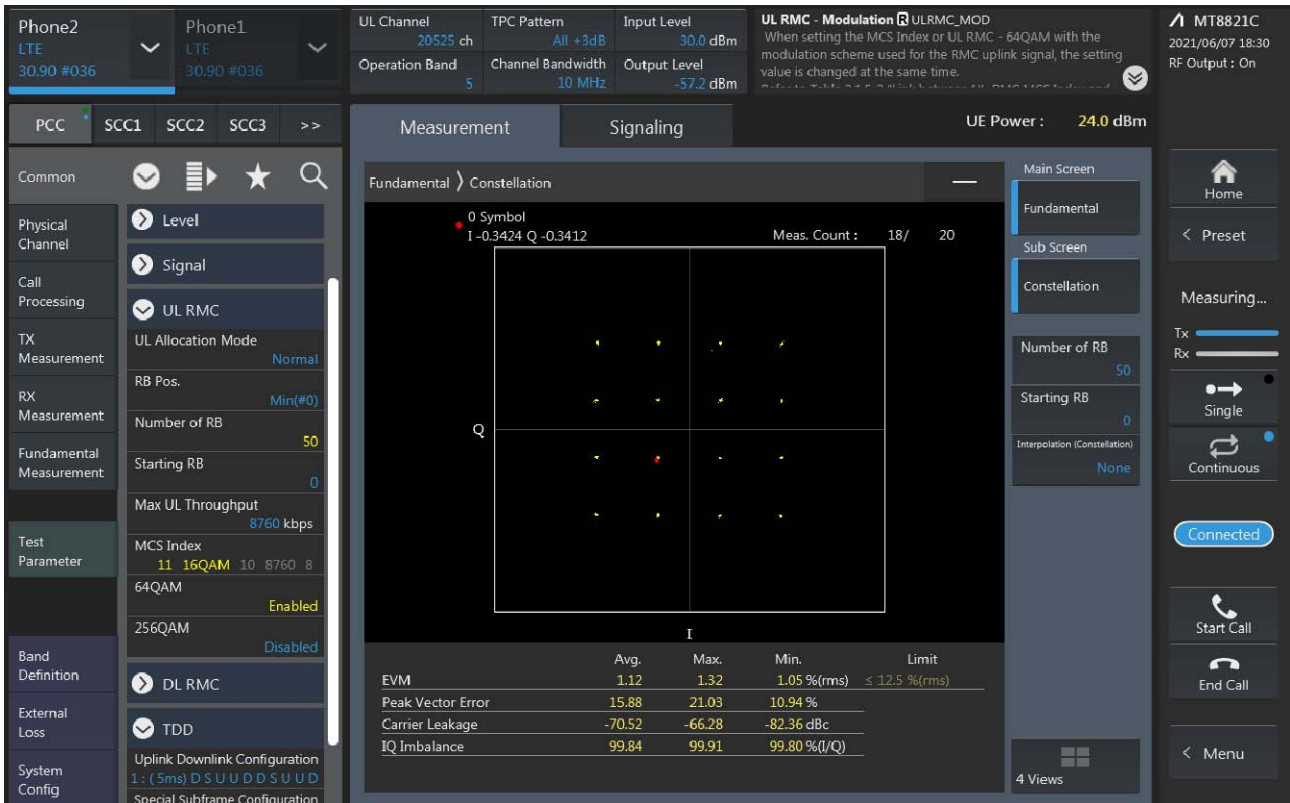 Phone2
LTE
30.90 #036
Phone1
LTE
30.90 #036
UL Channel
20525 ch
TPC Pattern
All +3dB
Input Level
30.0 dBm
Operation Band
5
Channel Bandwidth
10 MHz
Output Level
-57.2 dBm
UL RMC - Modulation R ULRMC_MOD
When setting the MCS Index or UL RMC - 64QAM with the
modulation scheme used for the RMC uplink signal, the setting
value is changed at the same time.
MT8821C
2021/06/07 18:30
RF Output : On
PCC SCC1 SCC2 SCC3 >>
Measurement
Signaling
UE Power : 24.0 dBm
Common
Physical
Channel
Call
Processing
TX
Measurement
RX
Measurement
Fundamental
Measurement
Test
Parameter
Band
Definition
External
Loss
System
Config
Level
Signal
UL RMC
UL Allocation Mode
Normal
RB Pos.
Min(#0)
Number of RB
50
Starting RB
0
Max UL Throughput
8760 kbps
MCS Index
11 16QAM 10 8760 8
64QAM
Enabled
256QAM
Disabled
DL RMC
TDD
Uplink Downlink Configuration
1 : ( 5ms) D S U U D D S U U D
Special Subframe Configuration
Fundamental 〉 Constellation
0 Symbol
I -0.3424 Q -0.3412
Meas. Count : 18/ 20
Q
I
Avg. Max. Min. Limit
EVM 1.12 1.32 1.05 %(rms) ≤ 12.5 %(rms)
Peak Vector Error 15.88 21.03 10.94 %
Carrier Leakage -70.52 -66.28 -82.36 dBc
IQ Imbalance 99.84 99.91 99.80 %(I/Q)
Main Screen
Fundamental
Sub Screen
Constellation
Number of RB
50
Starting RB
0
Interpolation (Constellation)
None
4 Views
Home
< Preset
Measuring...
Tx
Rx
Single
Continuous
Connected
Start Call
End Call
< Menu